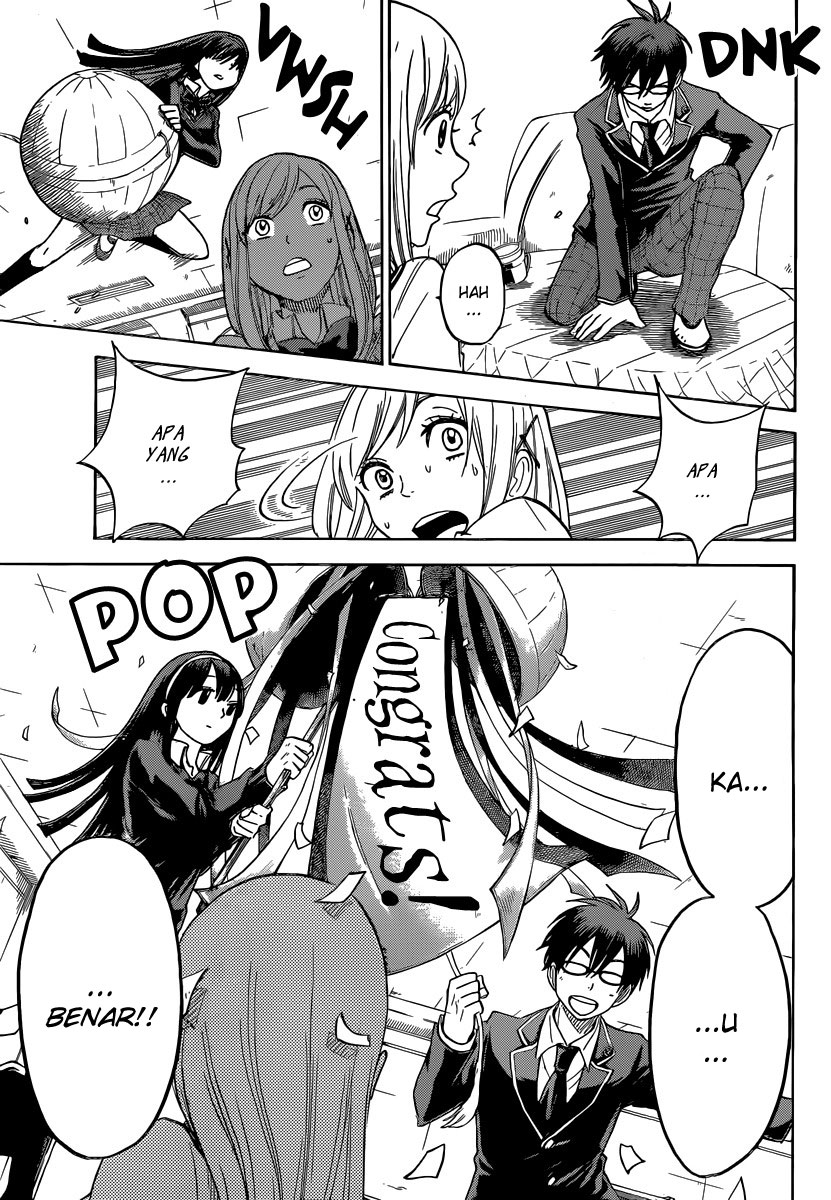 DNK
HAH
...
VWSH
APA
...
APA
YANG
...
POP
Congrats!
KA...
...U
...
...
BENAR!!